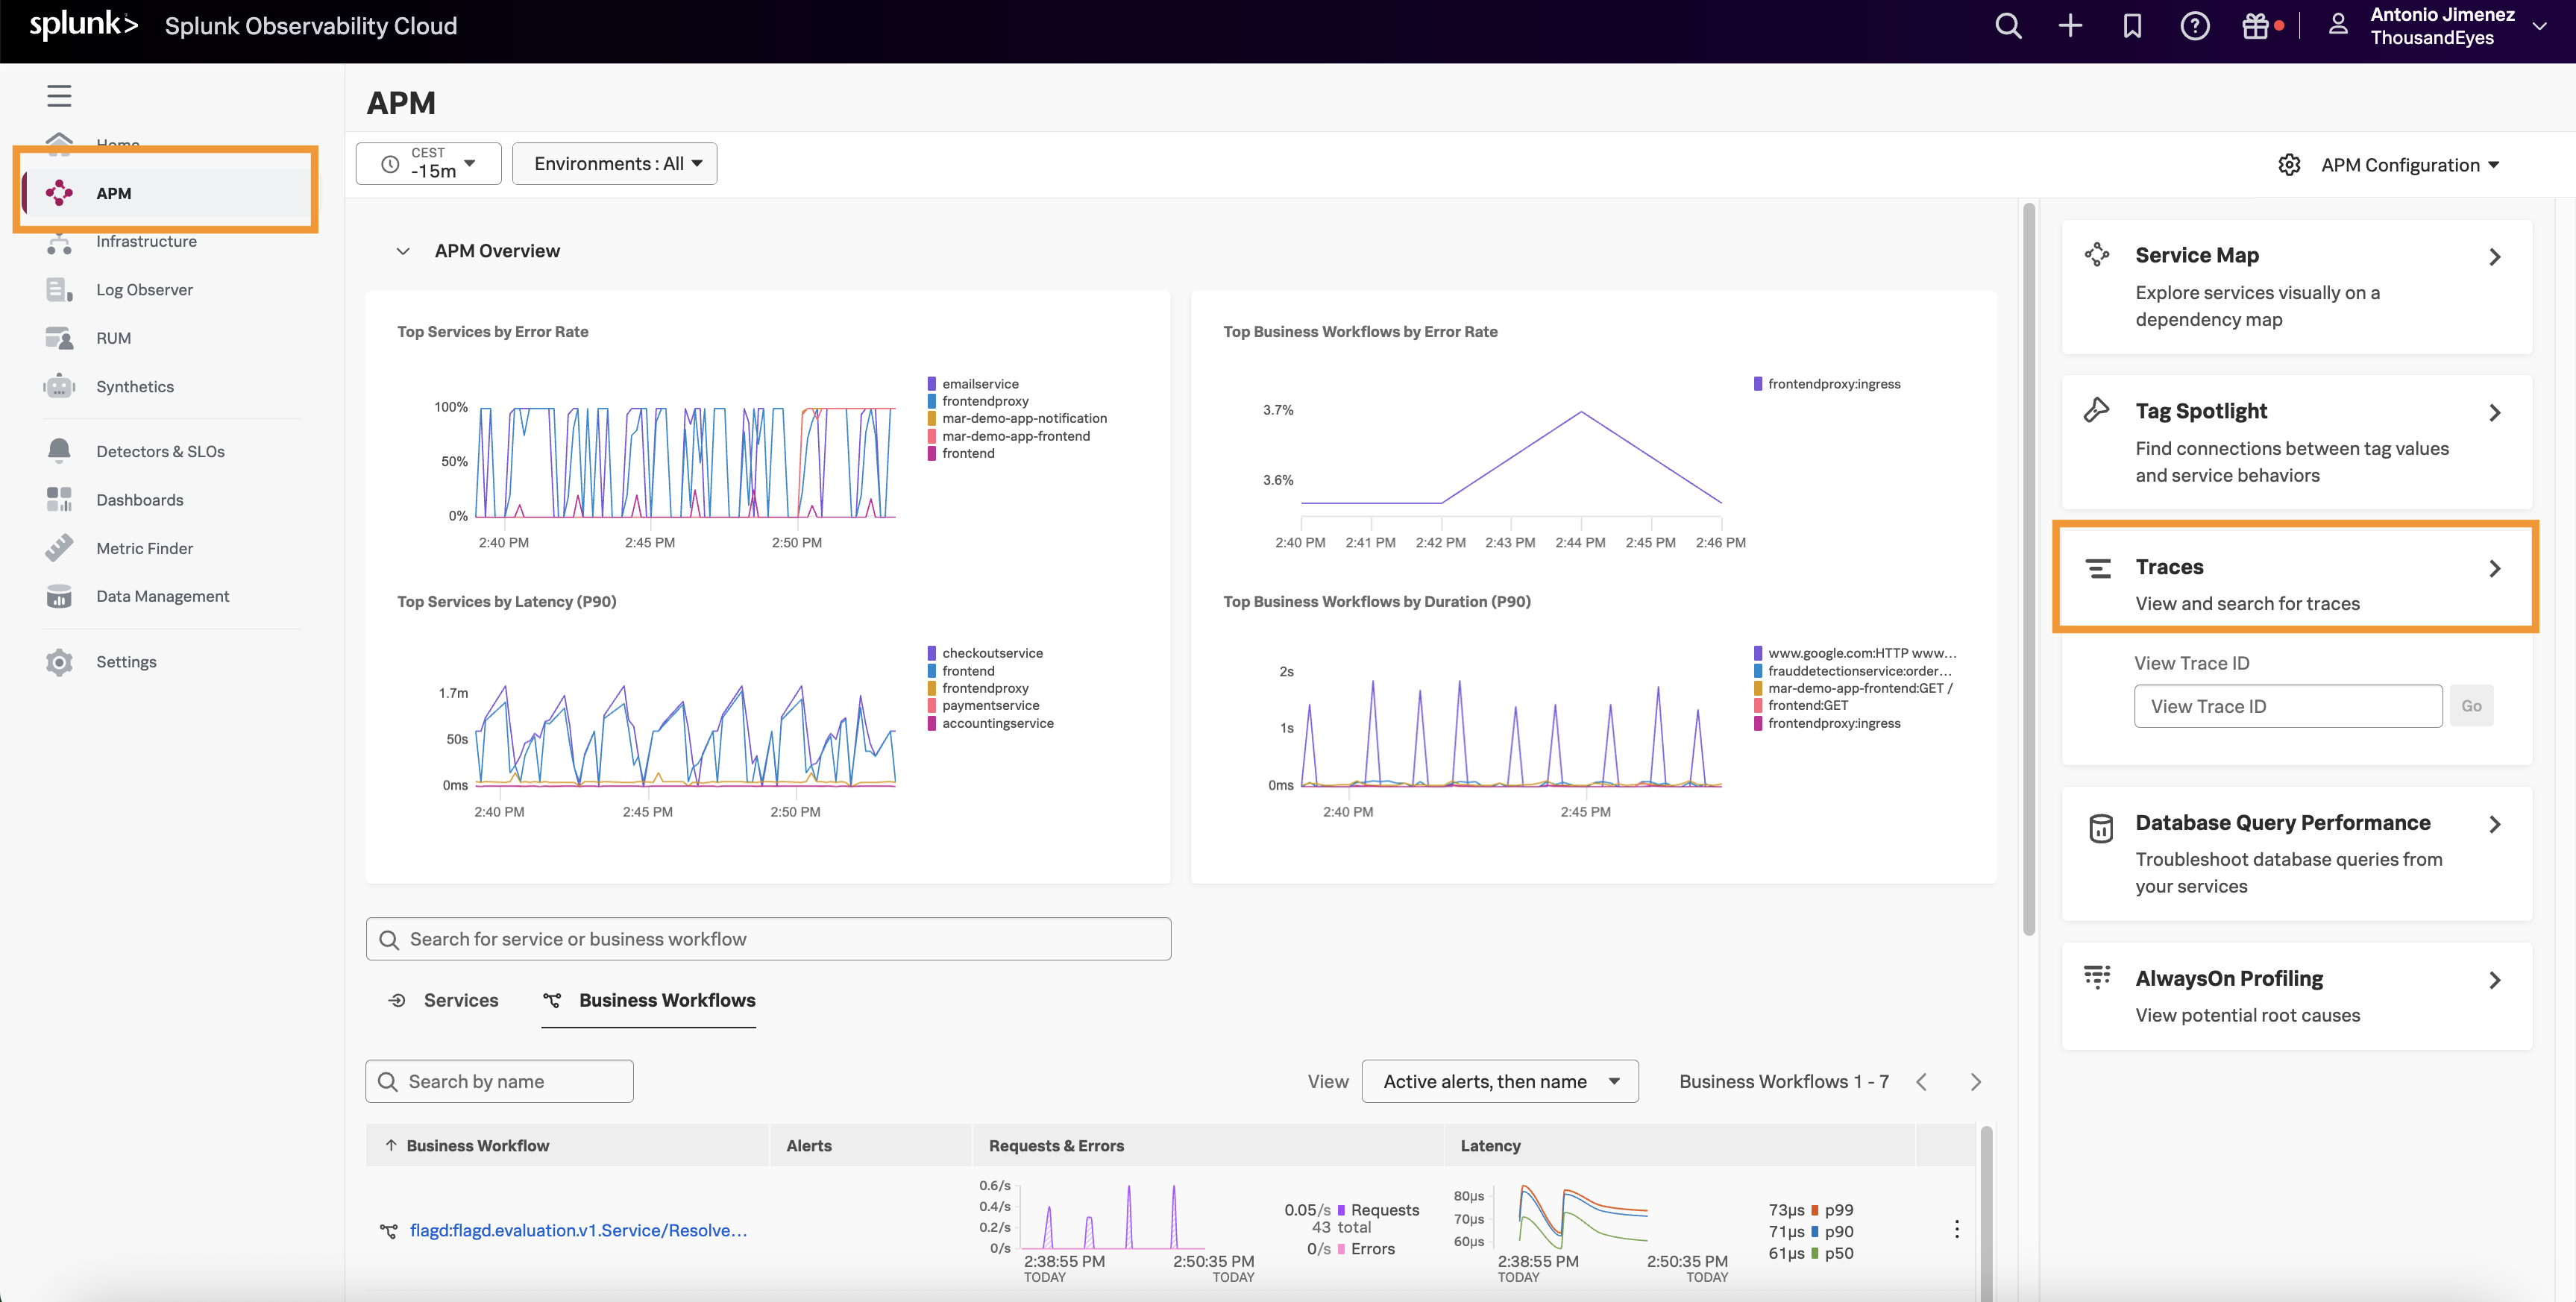 splunk> Splunk Observability Cloud
Antonio Jimenez
ThousandEyes
Home
APM
Infrastructure
Log Observer
RUM
Synthetics
Detectors & SLOs
Dashboards
Metric Finder
Data Management
Settings
APM
CEST
-15m
Environments : All
APM Configuration
APM Overview
Top Services by Error Rate
100%
50%
0%
2:40 PM 2:45 PM 2:50 PM
emailservice
frontendproxy
mar-demo-app-notification
mar-demo-app-frontend
frontend
Top Business Workflows by Error Rate
3.7%
3.6%
2:40 PM 2:41 PM 2:42 PM 2:43 PM 2:44 PM 2:45 PM 2:46 PM
frontendproxy:ingress
Top Services by Latency (P90)
1.7m
50s
0ms
2:40 PM 2:45 PM 2:50 PM
checkoutservice
frontend
frontendproxy
paymentservice
accountingservice
Top Business Workflows by Duration (P90)
2s
1s
0ms
2:40 PM 2:45 PM
www.google.com:HTTP www...
frauddetectionservice:order...
mar-demo-app-frontend:GET /
frontend:GET
frontendproxy:ingress
Search for service or business workflow
Services Business Workflows
Search by name
View Active alerts, then name Business Workflows 1 - 7
Business Workflow Alerts Requests & Errors Latency
flagd:flagd.evaluation.v1.Service/Resolve...
0.6/s
0.4/s
0.2/s
0/s
2:38:55 PM 2:50:35 PM
TODAY TODAY
0.05/s Requests
43 total
0/s Errors
80µs
70µs
60µs
2:38:55 PM 2:50:35 PM
TODAY TODAY
73µs p99
71µs p90
61µs p50
Service Map
Explore services visually on a
dependency map
Tag Spotlight
Find connections between tag values
and service behaviors
Traces
View and search for traces
View Trace ID
View Trace ID Go
Database Query Performance
Troubleshoot database queries from
your services
AlwaysOn Profiling
View potential root causes